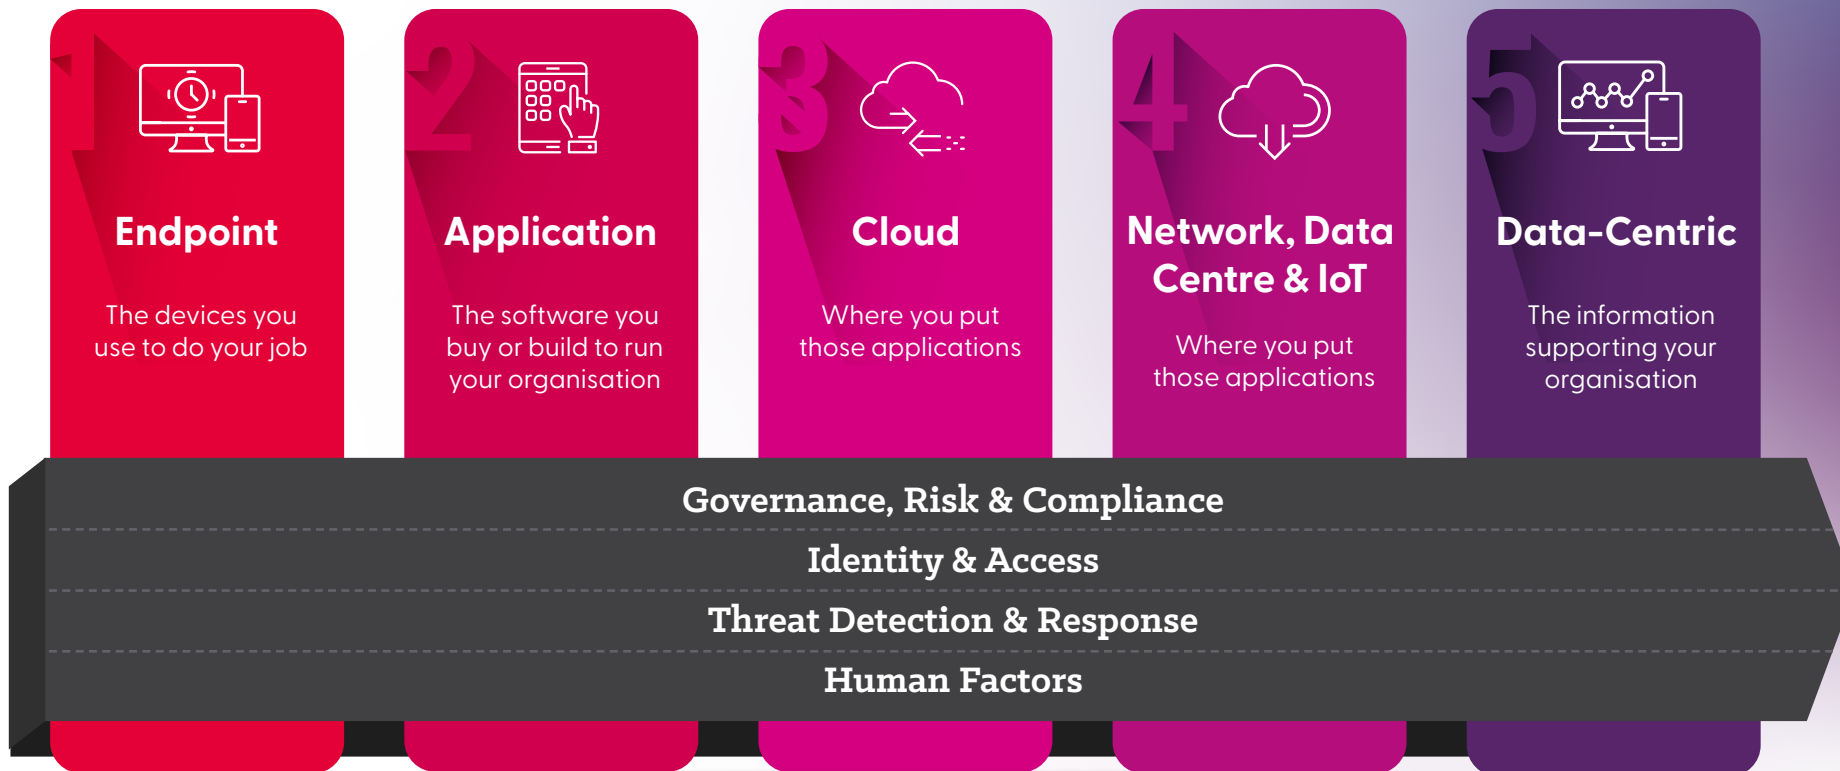 1
Endpoint
The devices you
use to do your job
2
Application
The software you
buy or build to run
your organisation
3
Cloud
Where you put
those applications
4
Network, Data
Centre & IoT
Where you put
those applications
5
Data-Centric
The information
supporting your
organisation
Governance, Risk & Compliance
Identity & Access
Threat Detection & Response
Human Factors